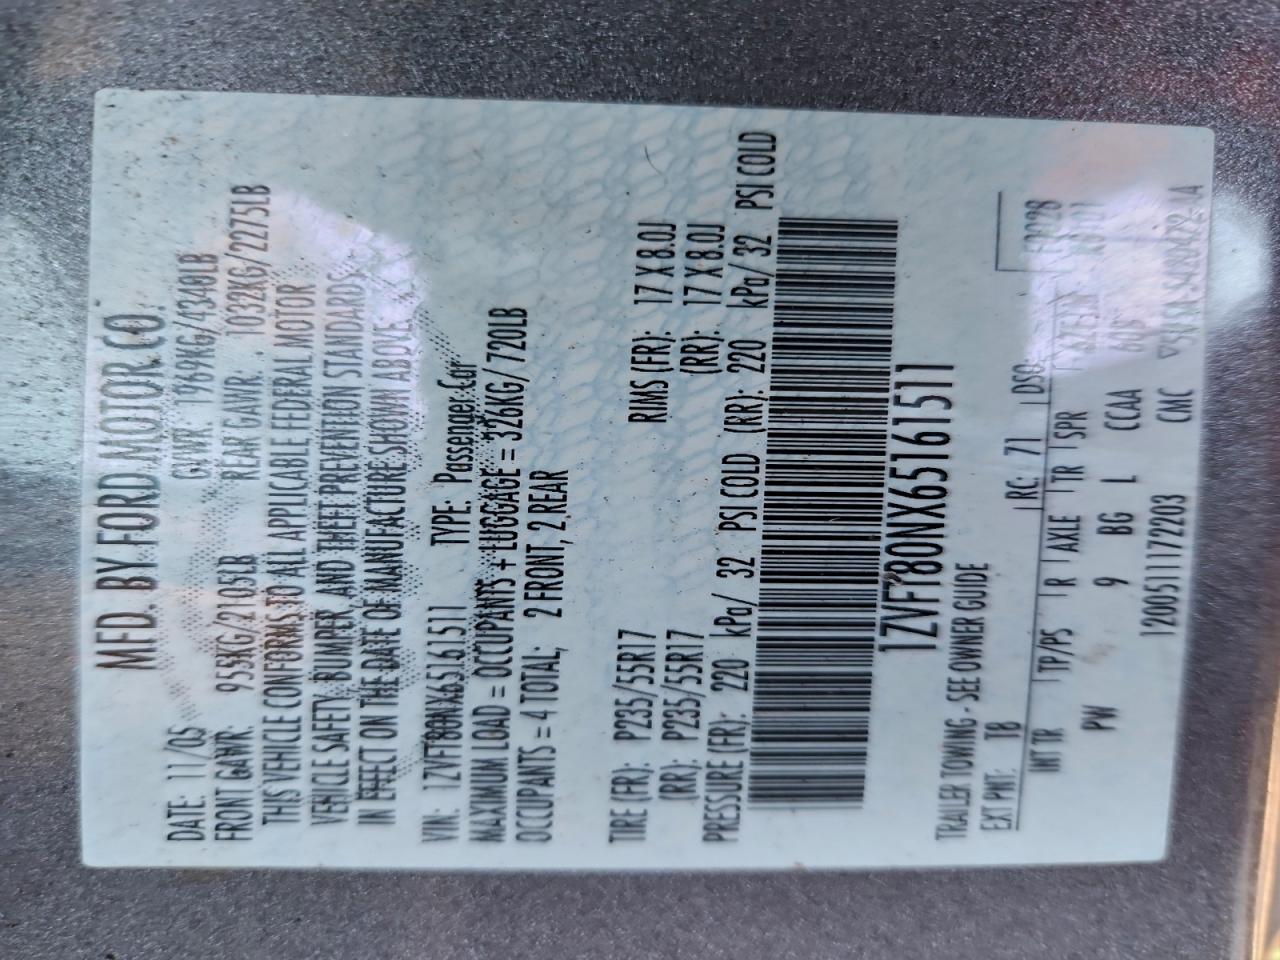 MFD. BY FORD MOTOR CO.
DATE: 11/05 GVWR: 1969KG/4340LB
FRONT GAWR: 955KG/2105LB REAR GAWR: 1032KG/2275LB
THIS VEHICLE CONFORMS TO ALL APPLICABLE FEDERAL MOTOR
VEHICLE SAFETY, BUMPER, AND THEFT PREVENTION STANDARDS
IN EFFECT ON THE DATE OF MANUFACTURE SHOWN ABOVE.
VIN: 1ZVFT80NX65161511 TYPE: Passenger Car
MAXIMUM LOAD = OCCUPANTS + LUGGAGE = 326KG/720LB
OCCUPANTS = 4 TOTAL; 2 FRONT, 2 REAR
TIRE (FR): P235/55R17 RIMS (FR): 17 X 8.0J
(RR): P235/55R17 (RR): 17 X 8.0J
PRESSURE (FR): 220 kPa/ 32 PSI COLD (RR): 220 kPa/ 32 PSI COLD
1ZVFT80NX65161511
TRAILER TOWING - SEE OWNER GUIDE
EXT PNT: T8 RC: 71 DSO:
INT TR TP/PS R AXLE TR SPR
PW 9 BG L CCAA
1200511172203 CMC